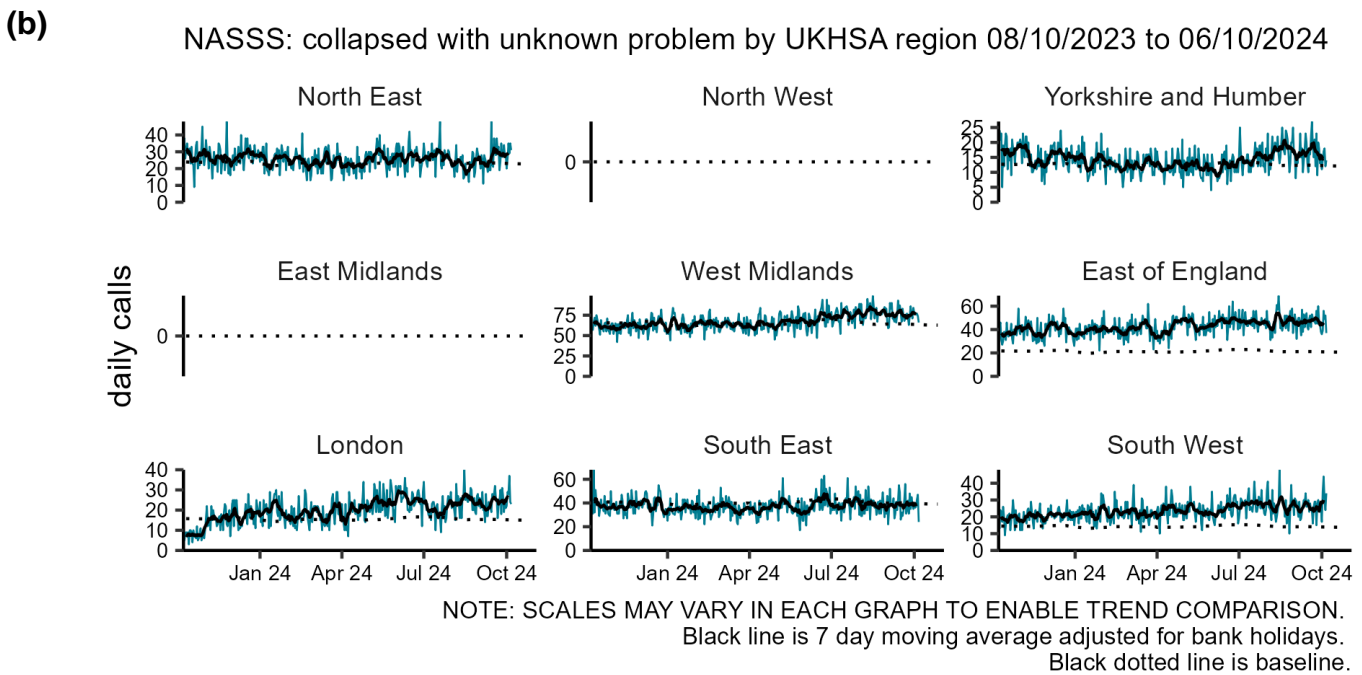 (b)
NASSS: collapsed with unknown problem by UKHSA region 08/10/2023 to 06/10/2024
North East
North West
Yorkshire and Humber
40
30
20
10
0
0
25
20
15
10
5
0
East Midlands
West Midlands
East of England
daily calls
0
75
50
25
0
60
40
20
0
London
South East
South West
40
30
20
10
0
60
40
20
0
40
30
20
10
0
Jan 24 Apr 24 Jul 24 Oct 24
Jan 24 Apr 24 Jul 24 Oct 24
Jan 24 Apr 24 Jul 24 Oct 24
NOTE: SCALES MAY VARY IN EACH GRAPH TO ENABLE TREND COMPARISON.
Black line is 7 day moving average adjusted for bank holidays.
Black dotted line is baseline.